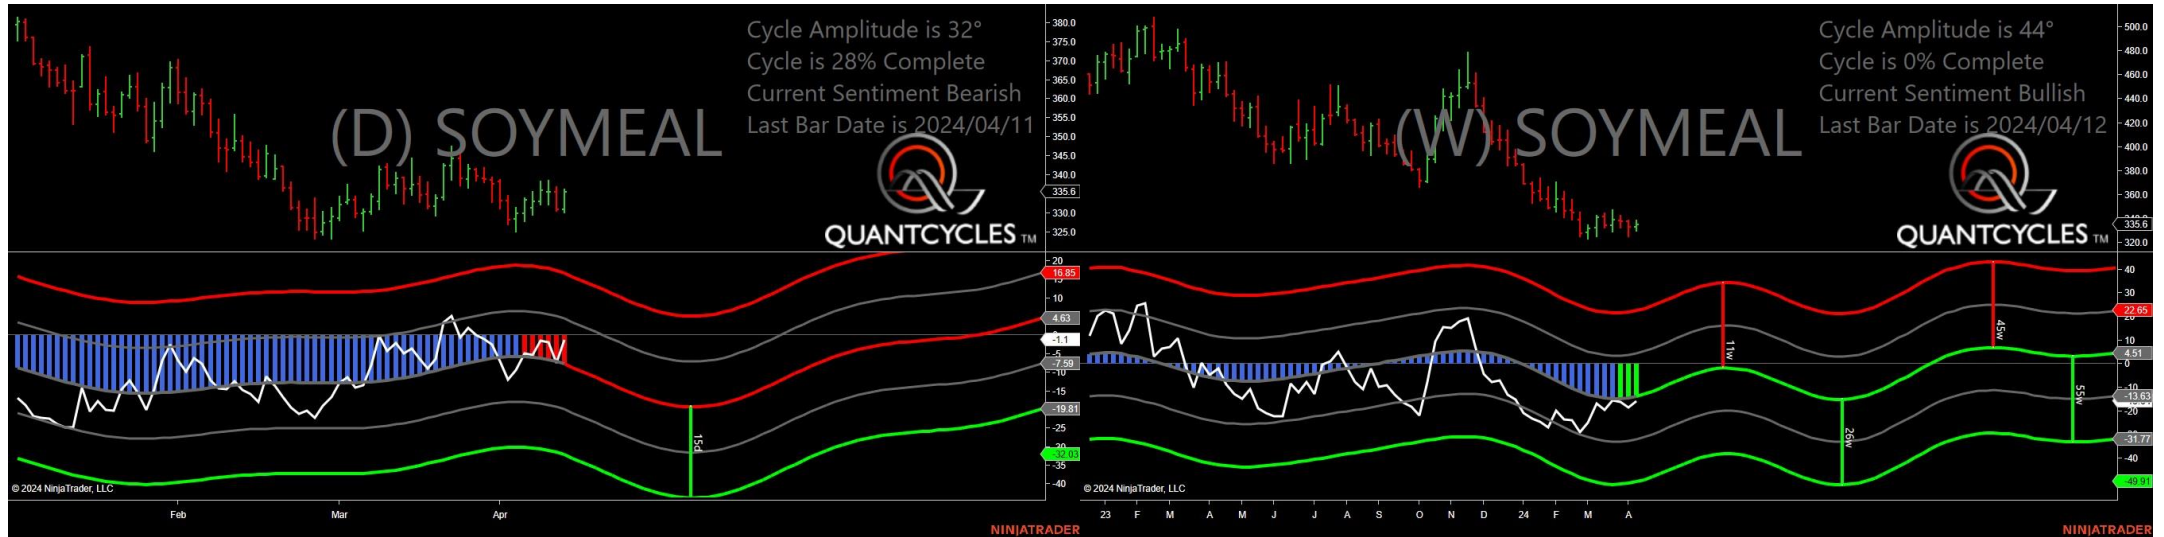 Cycle Amplitude is 32°
Cycle is 28% Complete
Current Sentiment Bearish
Last Bar Date is 2024/04/11
(D) SOYMEAL
QUANTCYCLES TM
380.0
375.0
370.0
365.0
360.0
355.0
350.0
345.0
340.0
335.6
330.0
325.0
20
16.85
10
4.63
-1.1
-5
-7.59
-15
-19.81
-25
-32.03
-35
-40
15d
© 2024 NinjaTrader, LLC
Feb
Mar
Apr
NINJATRADER
Cycle Amplitude is 44°
Cycle is 0% Complete
Current Sentiment Bullish
Last Bar Date is 2024/04/12
(W) SOYMEAL
QUANTCYCLES TM
500.0
480.0
460.0
440.0
420.0
400.0
380.0
360.0
335.6
320.0
40
30
22.65
10
4.51
0
-10
-13.63
-20
-31.77
-40
-49.91
11w
26w
45w
55w
© 2024 NinjaTrader, LLC
23 F M A M J J A S O N D 24 F M A
NINJATRADER